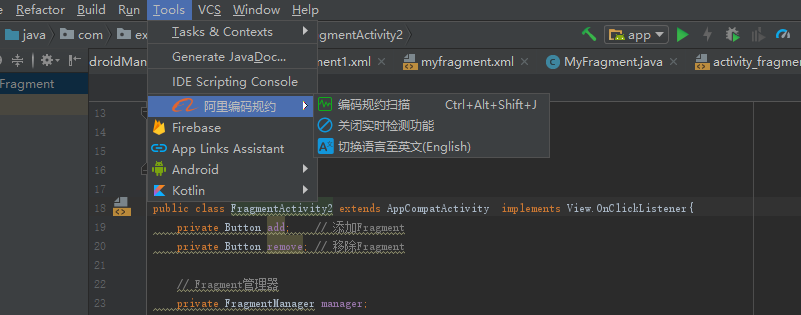 Refactor Build Run Tools VCS Window Help
java com ex gmentActivity2 app
droidMan ment1.xml myfragment.xml MyFragment.java activity_fragme
Fragment
Tasks & Contexts
Generate JavaDoc...
IDE Scripting Console
阿里编码规约
Firebase
App Links Assistant
Android
Kotlin
编码规约扫描 Ctrl+Alt+Shift+J
关闭实时检测功能
切换语言至英文(English)
13
14
15
16
17
18 public class FragmentActivity2 extends AppCompatActivity implements View.OnClickListener{
19 private Button add; // 添加Fragment
20 private Button remove; // 移除Fragment
21
22 // Fragment管理器
23 private FragmentManager manager;